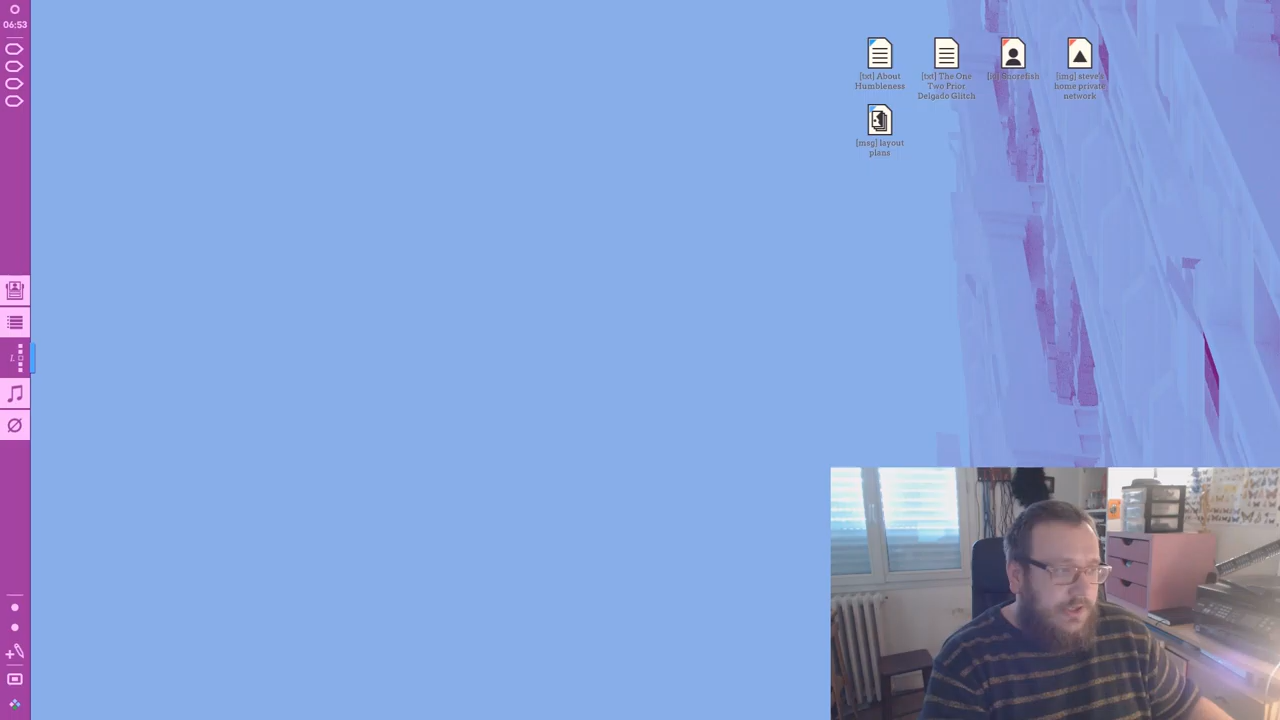 06:53
[txt] About
Humbleness
[txt] The One
Two Prior
Delgado Glitch
Shorefish
[img] steve's
home private
network
[msg] layout
plans